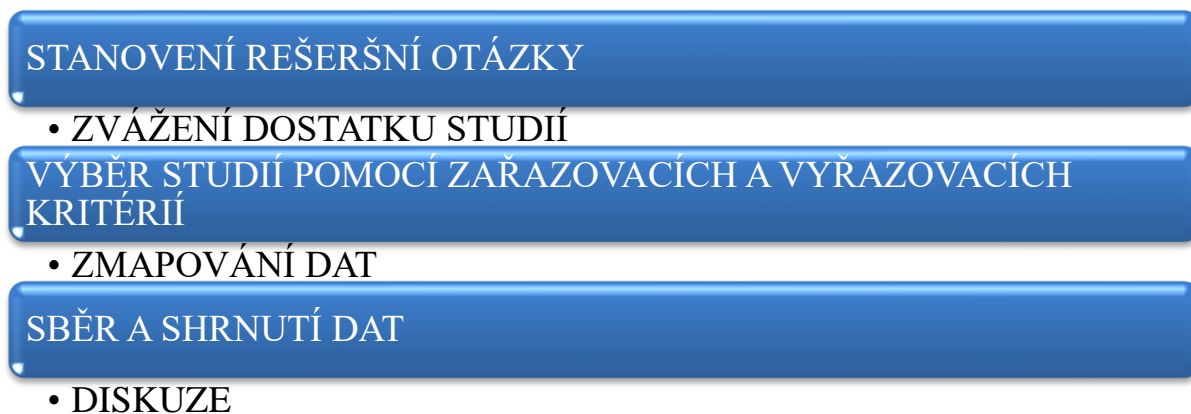 STANOVENÍ REŠERŠNÍ OTÁZKY
• ZVÁŽENÍ DOSTATKU STUDIÍ
VÝBĚR STUDIÍ POMOCÍ ZAŘAZOVACÍCH A VYŘAZOVACÍCH
KRITÉRIÍ
• ZMAPOVÁNÍ DAT
SBĚR A SHRNUTÍ DAT
• DISKUZE